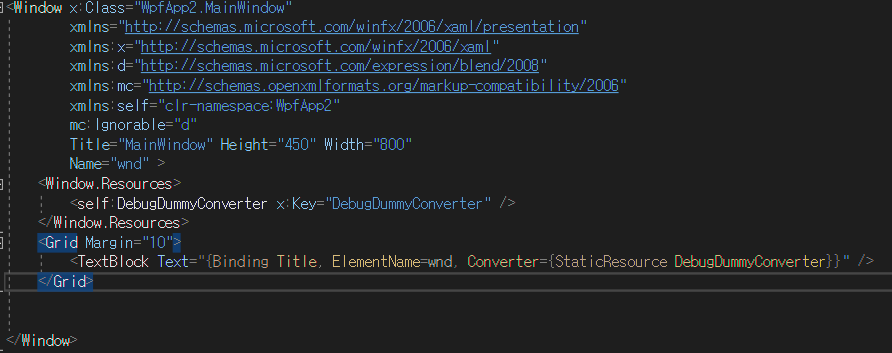 <Window x:Class="WpfApp2.MainWindow"
xmlns="http://schemas.microsoft.com/winfx/2006/xaml/presentation"
xmlns:x="http://schemas.microsoft.com/winfx/2006/xaml"
xmlns:d="http://schemas.microsoft.com/expression/blend/2008"
xmlns:mc="http://schemas.openxmlformats.org/markup-compatibility/2006"
xmlns:self="clr-namespace:WpfApp2"
mc:Ignorable="d"
Title="MainWindow" Height="450" Width="800"
Name="wnd" >
<Window.Resources>
<self:DebugDummyConverter x:Key="DebugDummyConverter" />
</Window.Resources>
<Grid Margin="10">
<TextBlock Text="{Binding Title, ElementName=wnd, Converter={StaticResource DebugDummyConverter}}" />
</Grid>
</Window>